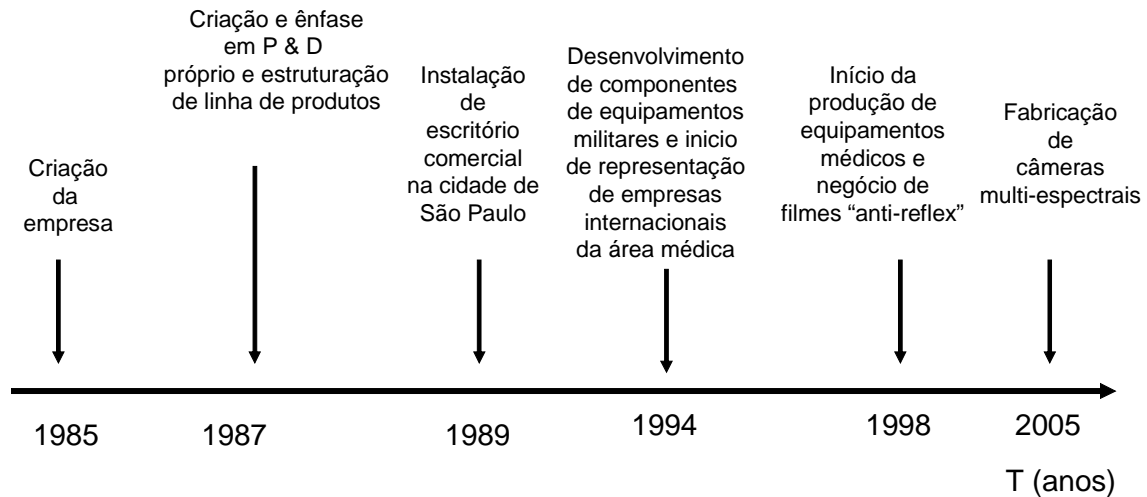 Criação
da
empresa
Criação e ênfase
em P & D
próprio e estruturação
de linha de produtos
Instalação
de
escritório
comercial
na cidade de
São Paulo
Desenvolvimento
de componentes
de equipamentos
militares e inicio
de representação
de empresas
internacionais
da área médica
Início da
produção de
equipamentos
médicos e
negócio de
filmes “anti-reflex”
Fabricação
de
câmeras
multi-espectrais
1985
1987
1989
1994
1998
2005
T (anos)